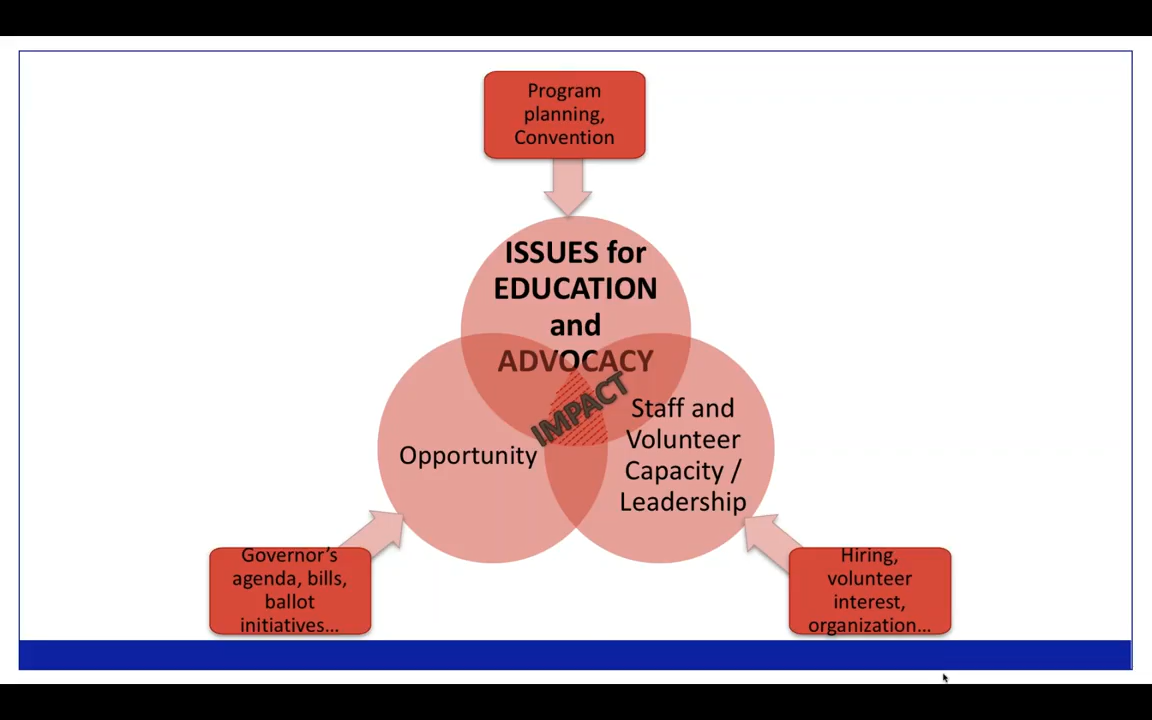 Program
planning,
Convention
ISSUES for
EDUCATION
and
ADVOCACY
IMPACT
Opportunity
Staff and
Volunteer
Capacity /
Leadership
Governor’s
agenda, bills,
ballot
initiatives...
Hiring,
volunteer
interest,
organization...